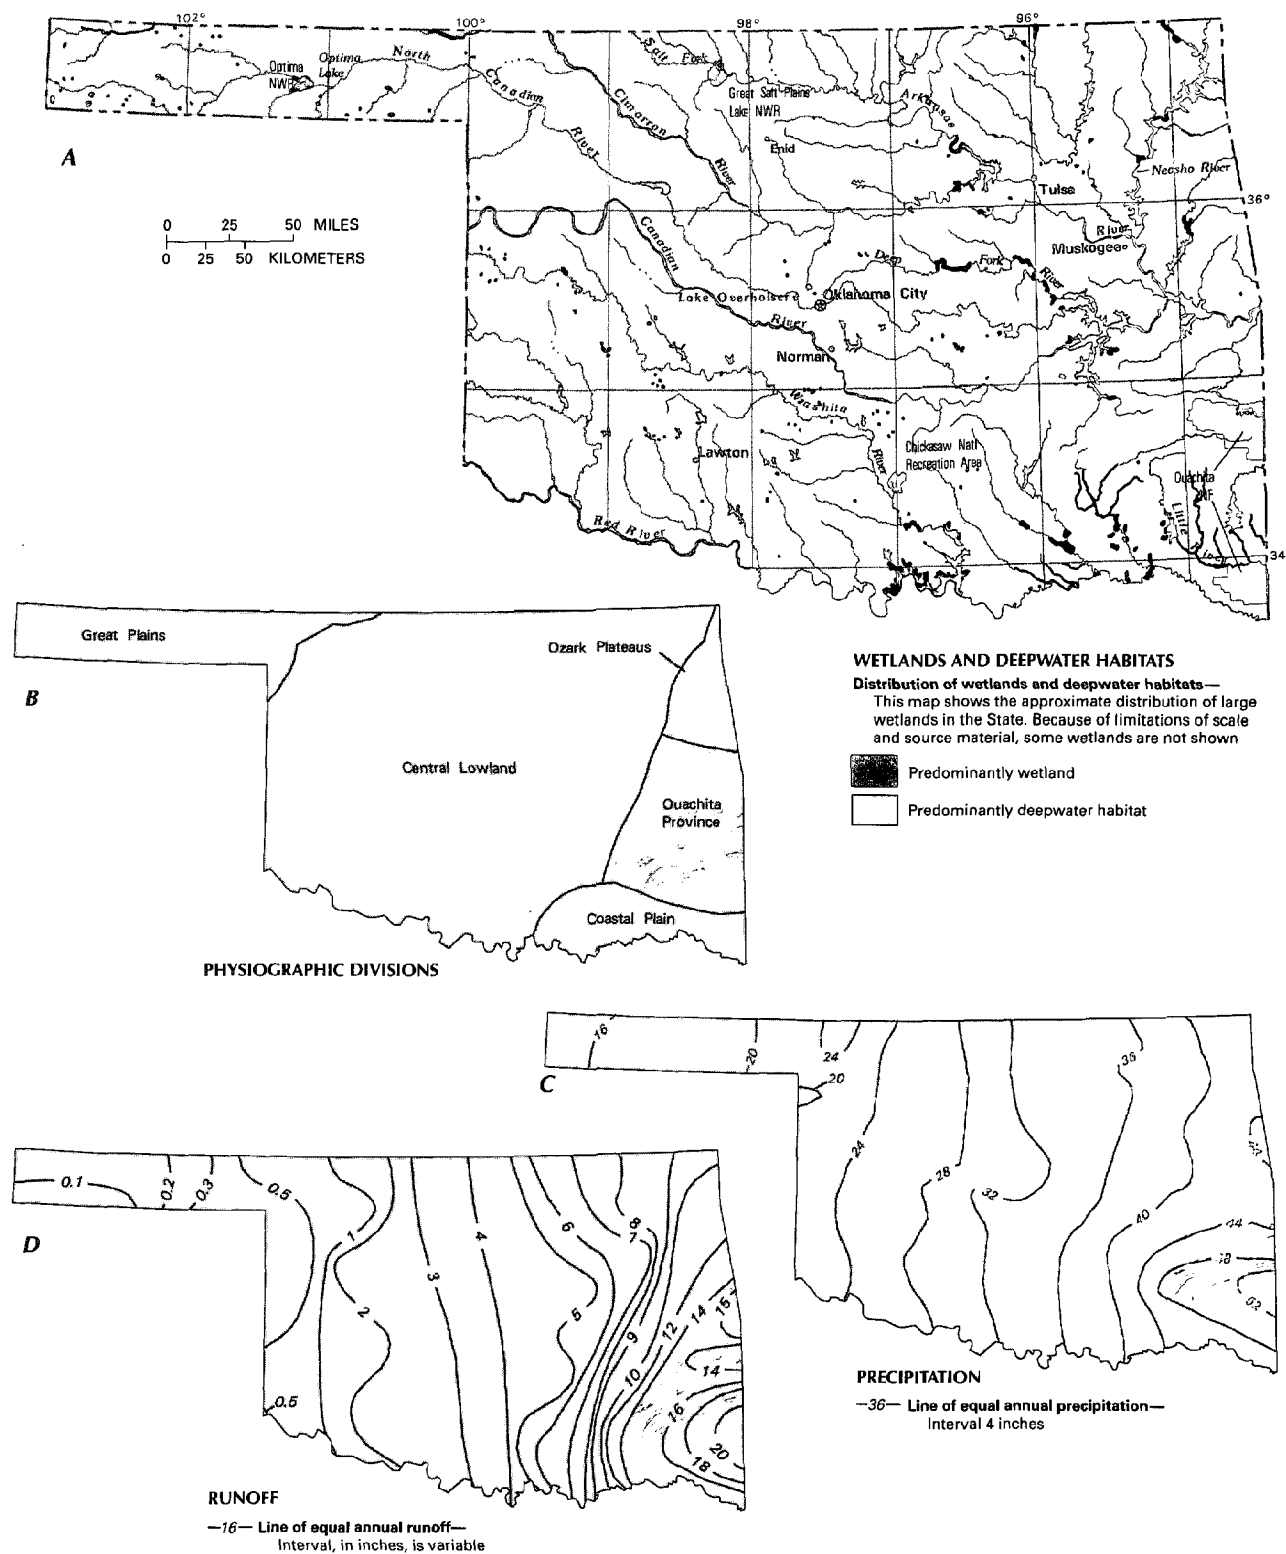 102°
100°
98°
96°
Optima
NWR
Optima
Lake
North
Canadian
River
Salt Fork
Great Salt Plains
Lake NWR
Cimarron
River
Enid
Arkansas
Tulsa
Neosho River
36°
River
Muskogee
A
0 25 50 MILES
0 25 50 KILOMETERS
Canadian
Deep Fork
River
Lake Overholser
Oklahoma City
River
Norman
Washita
River
Lawton
Chickasaw Natl
Recreation Area
Ouachita
NF
Little River
Red River
34
Great Plains
Ozark Plateaus
B
Central Lowland
Ouachita
Province
Coastal Plain
PHYSIOGRAPHIC DIVISIONS
WETLANDS AND DEEPWATER HABITATS
Distribution of wetlands and deepwater habitats—
This map shows the approximate distribution of large
wetlands in the State. Because of limitations of scale
and source material, some wetlands are not shown
Predominantly wetland
Predominantly deepwater habitat
16
20
24
20
36
C
24
28
32
40
44
48
52
PRECIPITATION
—36— Line of equal annual precipitation—
Interval 4 inches
0.1
0.2
0.3
0.5
D
1
2
3
4
6
8
7
5
9
10
12
14
15
14
16
20
18
0.5
RUNOFF
—16— Line of equal annual runoff—
Interval, in inches, is variable